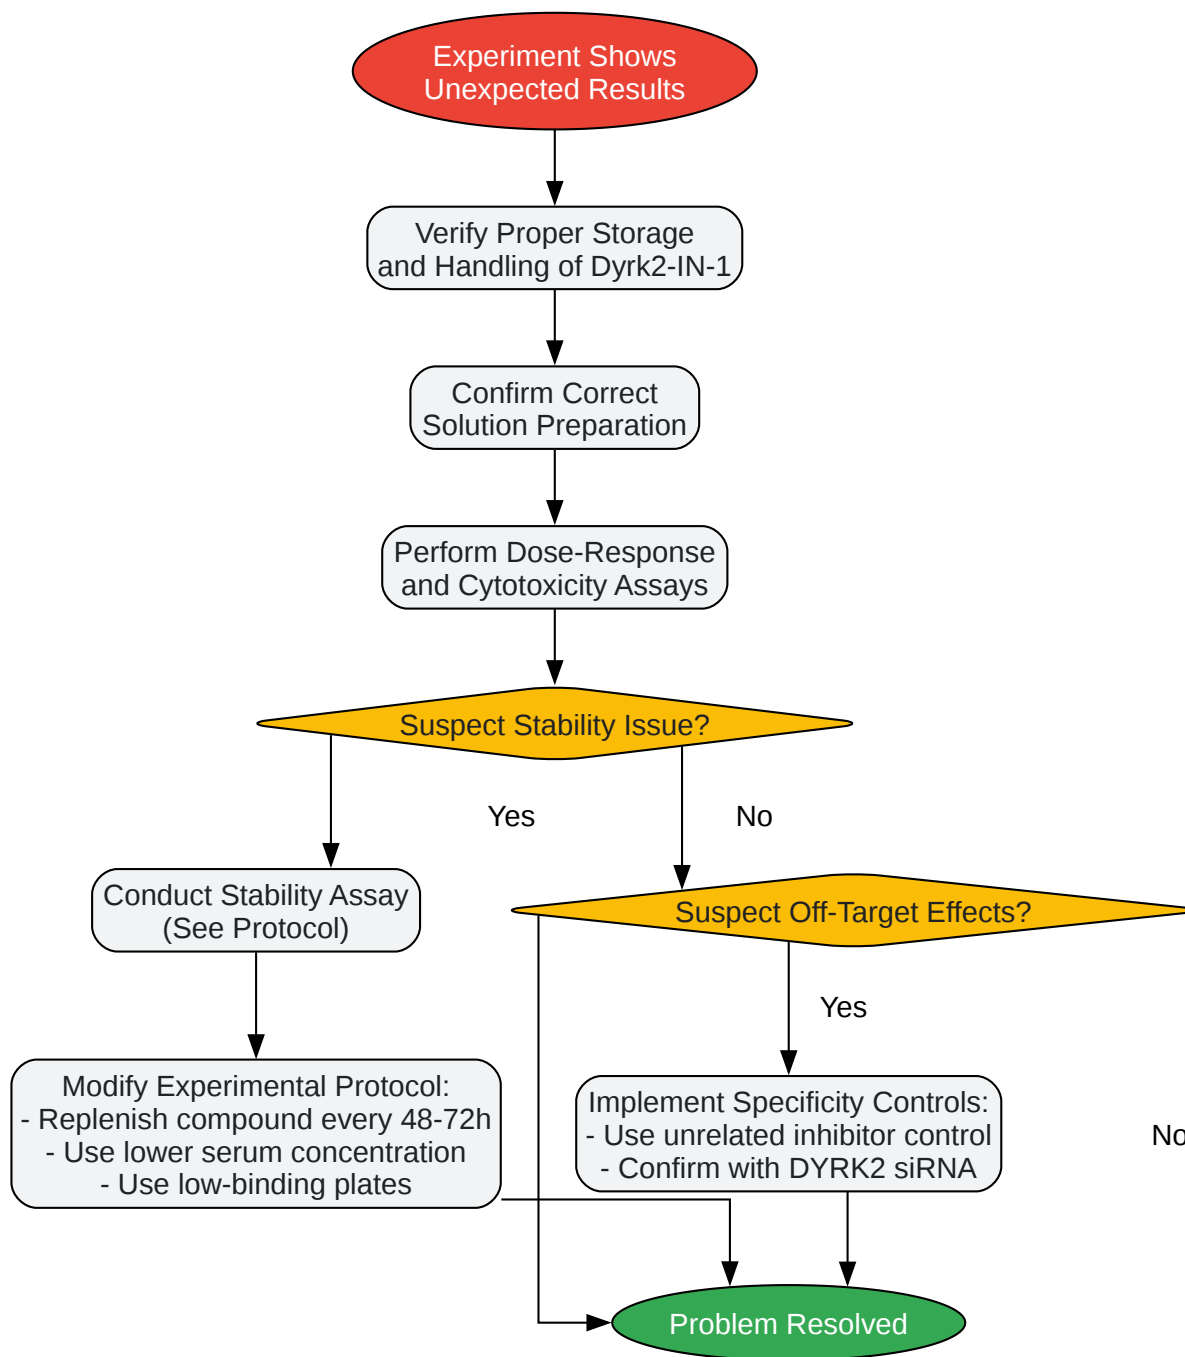 Experiment Shows
Unexpected Results
Verify Proper Storage
and Handling of Dyrk2-IN-1
Confirm Correct
Solution Preparation
Perform Dose-Response
and Cytotoxicity Assays
Suspect Stability Issue?
Yes
No
Conduct Stability Assay
(See Protocol)
Suspect Off-Target Effects?
Yes
Modify Experimental Protocol:
- Replenish compound every 48-72h
- Use lower serum concentration
- Use low-binding plates
Implement Specificity Controls:
- Use unrelated inhibitor control
- Confirm with DYRK2 siRNA
No
Problem Resolved